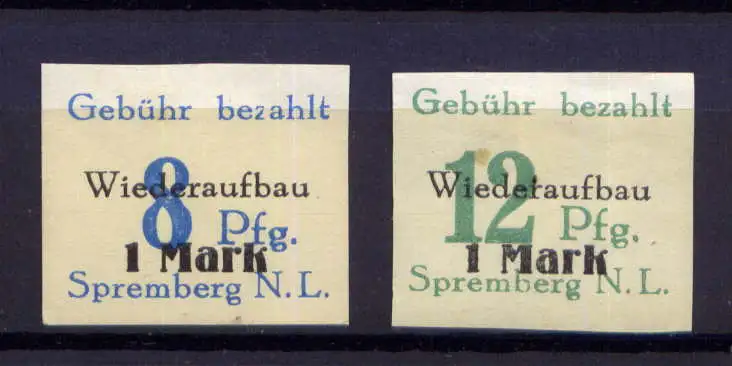 Gebühr bezahlt
Wiederaufbau
8 Pfg.
1 Mark
Spremberg N.L.
Gebühr bezahlt
Wiederaufbau
12 Pfg.
1 Mark
Spremberg N.L.